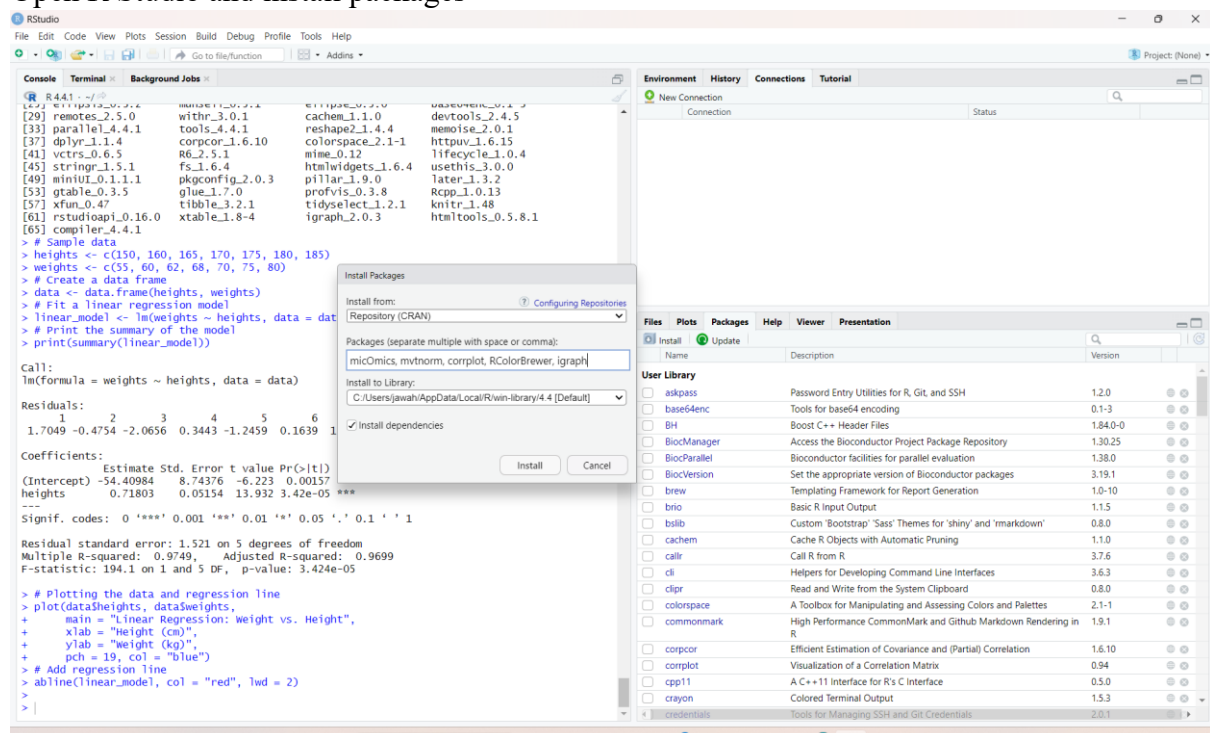 Open R Studio and install packages
RStudio
File Edit Code View Plots Session Build Debug Profile Tools Help
Go to file/function Addins Project: (None)
Console Terminal Background Jobs
R 4.4.1 · ~/
[29] remotes_2.5.0 withr_3.0.1 cachem_1.1.0 devtools_2.4.5
[33] parallel_4.4.1 tools_4.4.1 reshape2_1.4.4 memoise_2.0.1
[37] dplyr_1.1.4 corpcor_1.6.10 colorspace_2.1-1 httpuv_1.6.15
[41] vctrs_0.6.5 R6_2.5.1 mime_0.12 lifecycle_1.0.4
[45] stringr_1.5.1 fs_1.6.4 htmlwidgets_1.6.4 usethis_3.0.0
[49] miniUI_0.1.1.1 pkgconfig_2.0.3 pillar_1.9.0 later_1.3.2
[53] gtable_0.3.5 glue_1.7.0 profvis_0.3.8 Rcpp_1.0.13
[57] xfun_0.47 tibble_3.2.1 tidyselect_1.2.1 knitr_1.48
[61] rstudioapi_0.16.0 xtable_1.8-4 igraph_2.0.3 htmltools_0.5.8.1
[65] compiler_4.4.1
> # Sample data
> heights <- c(150, 160, 165, 170, 175, 180, 185)
> weights <- c(55, 60, 62, 68, 70, 75, 80)
> # Create a data frame
> data <- data.frame(heights, weights)
> # Fit a linear regression model
> linear_model <- lm(weights ~ heights, data = dat
> # Print the summary of the model
> print(summary(linear_model))
Call:
lm(formula = weights ~ heights, data = data)
Residuals:
1 2 3 4 5 6
1.7049 -0.4754 -2.0656 0.3443 -1.2459 0.1639 1
Coefficients:
Estimate Std. Error t value Pr(>|t|)
(Intercept) -54.40984 8.74376 -6.223 0.00157
heights 0.71803 0.05154 13.932 3.42e-05 ***
---
Signif. codes: 0 ‘***’ 0.001 ‘**’ 0.01 ‘*’ 0.05 ‘.’ 0.1 ‘ ’ 1
Residual standard error: 1.521 on 5 degrees of freedom
Multiple R-squared: 0.9749, Adjusted R-squared: 0.9699
F-statistic: 194.1 on 1 and 5 DF, p-value: 3.424e-05
> # Plotting the data and regression line
> plot(data$heights, data$weights,
+ main = "Linear Regression: Weight vs. Height",
+ xlab = "Height (cm)",
+ ylab = "Weight (kg)",
+ pch = 19, col = "blue")
> # Add regression line
> abline(linear_model, col = "red", lwd = 2)
>
>
Install Packages
Install from: ? Configuring Repositories
Repository (CRAN)
Packages (separate multiple with space or comma):
micOmics, mvtnorm, corrplot, RColorBrewer, igraph
Install to Library:
C:/Users/jawah/AppData/Local/R/win-library/4.4 [Default]
Install dependencies
Install Cancel
Environment History Connections Tutorial
New Connection
Connection Status
Files Plots Packages Help Viewer Presentation
Install Update
Name Description Version
User Library
askpass Password Entry Utilities for R, Git, and SSH 1.2.0
base64enc Tools for base64 encoding 0.1-3
BH Boost C++ Header Files 1.84.0-0
BiocManager Access the Bioconductor Project Package Repository 1.30.25
BiocParallel Bioconductor facilities for parallel evaluation 1.38.0
BiocVersion Set the appropriate version of Bioconductor packages 3.19.1
brew Templating Framework for Report Generation 1.0-10
brio Basic R Input Output 1.1.5
bslib Custom 'Bootstrap' 'Sass' Themes for 'shiny' and 'rmarkdown' 0.8.0
cachem Cache R Objects with Automatic Pruning 1.1.0
callr Call R from R 3.7.6
cli Helpers for Developing Command Line Interfaces 3.6.3
clipr Read and Write from the System Clipboard 0.8.0
colorspace A Toolbox for Manipulating and Assessing Colors and Palettes 2.1-1
commonmark High Performance CommonMark and Github Markdown Rendering in 1.9.1
R
corpcor Efficient Estimation of Covariance and (Partial) Correlation 1.6.10
corrplot Visualization of a Correlation Matrix 0.94
cpp11 A C++11 Interface for R's C Interface 0.5.0
crayon Colored Terminal Output 1.5.3
credentials Tools for Managing SSH and Git Credentials 2.0.1